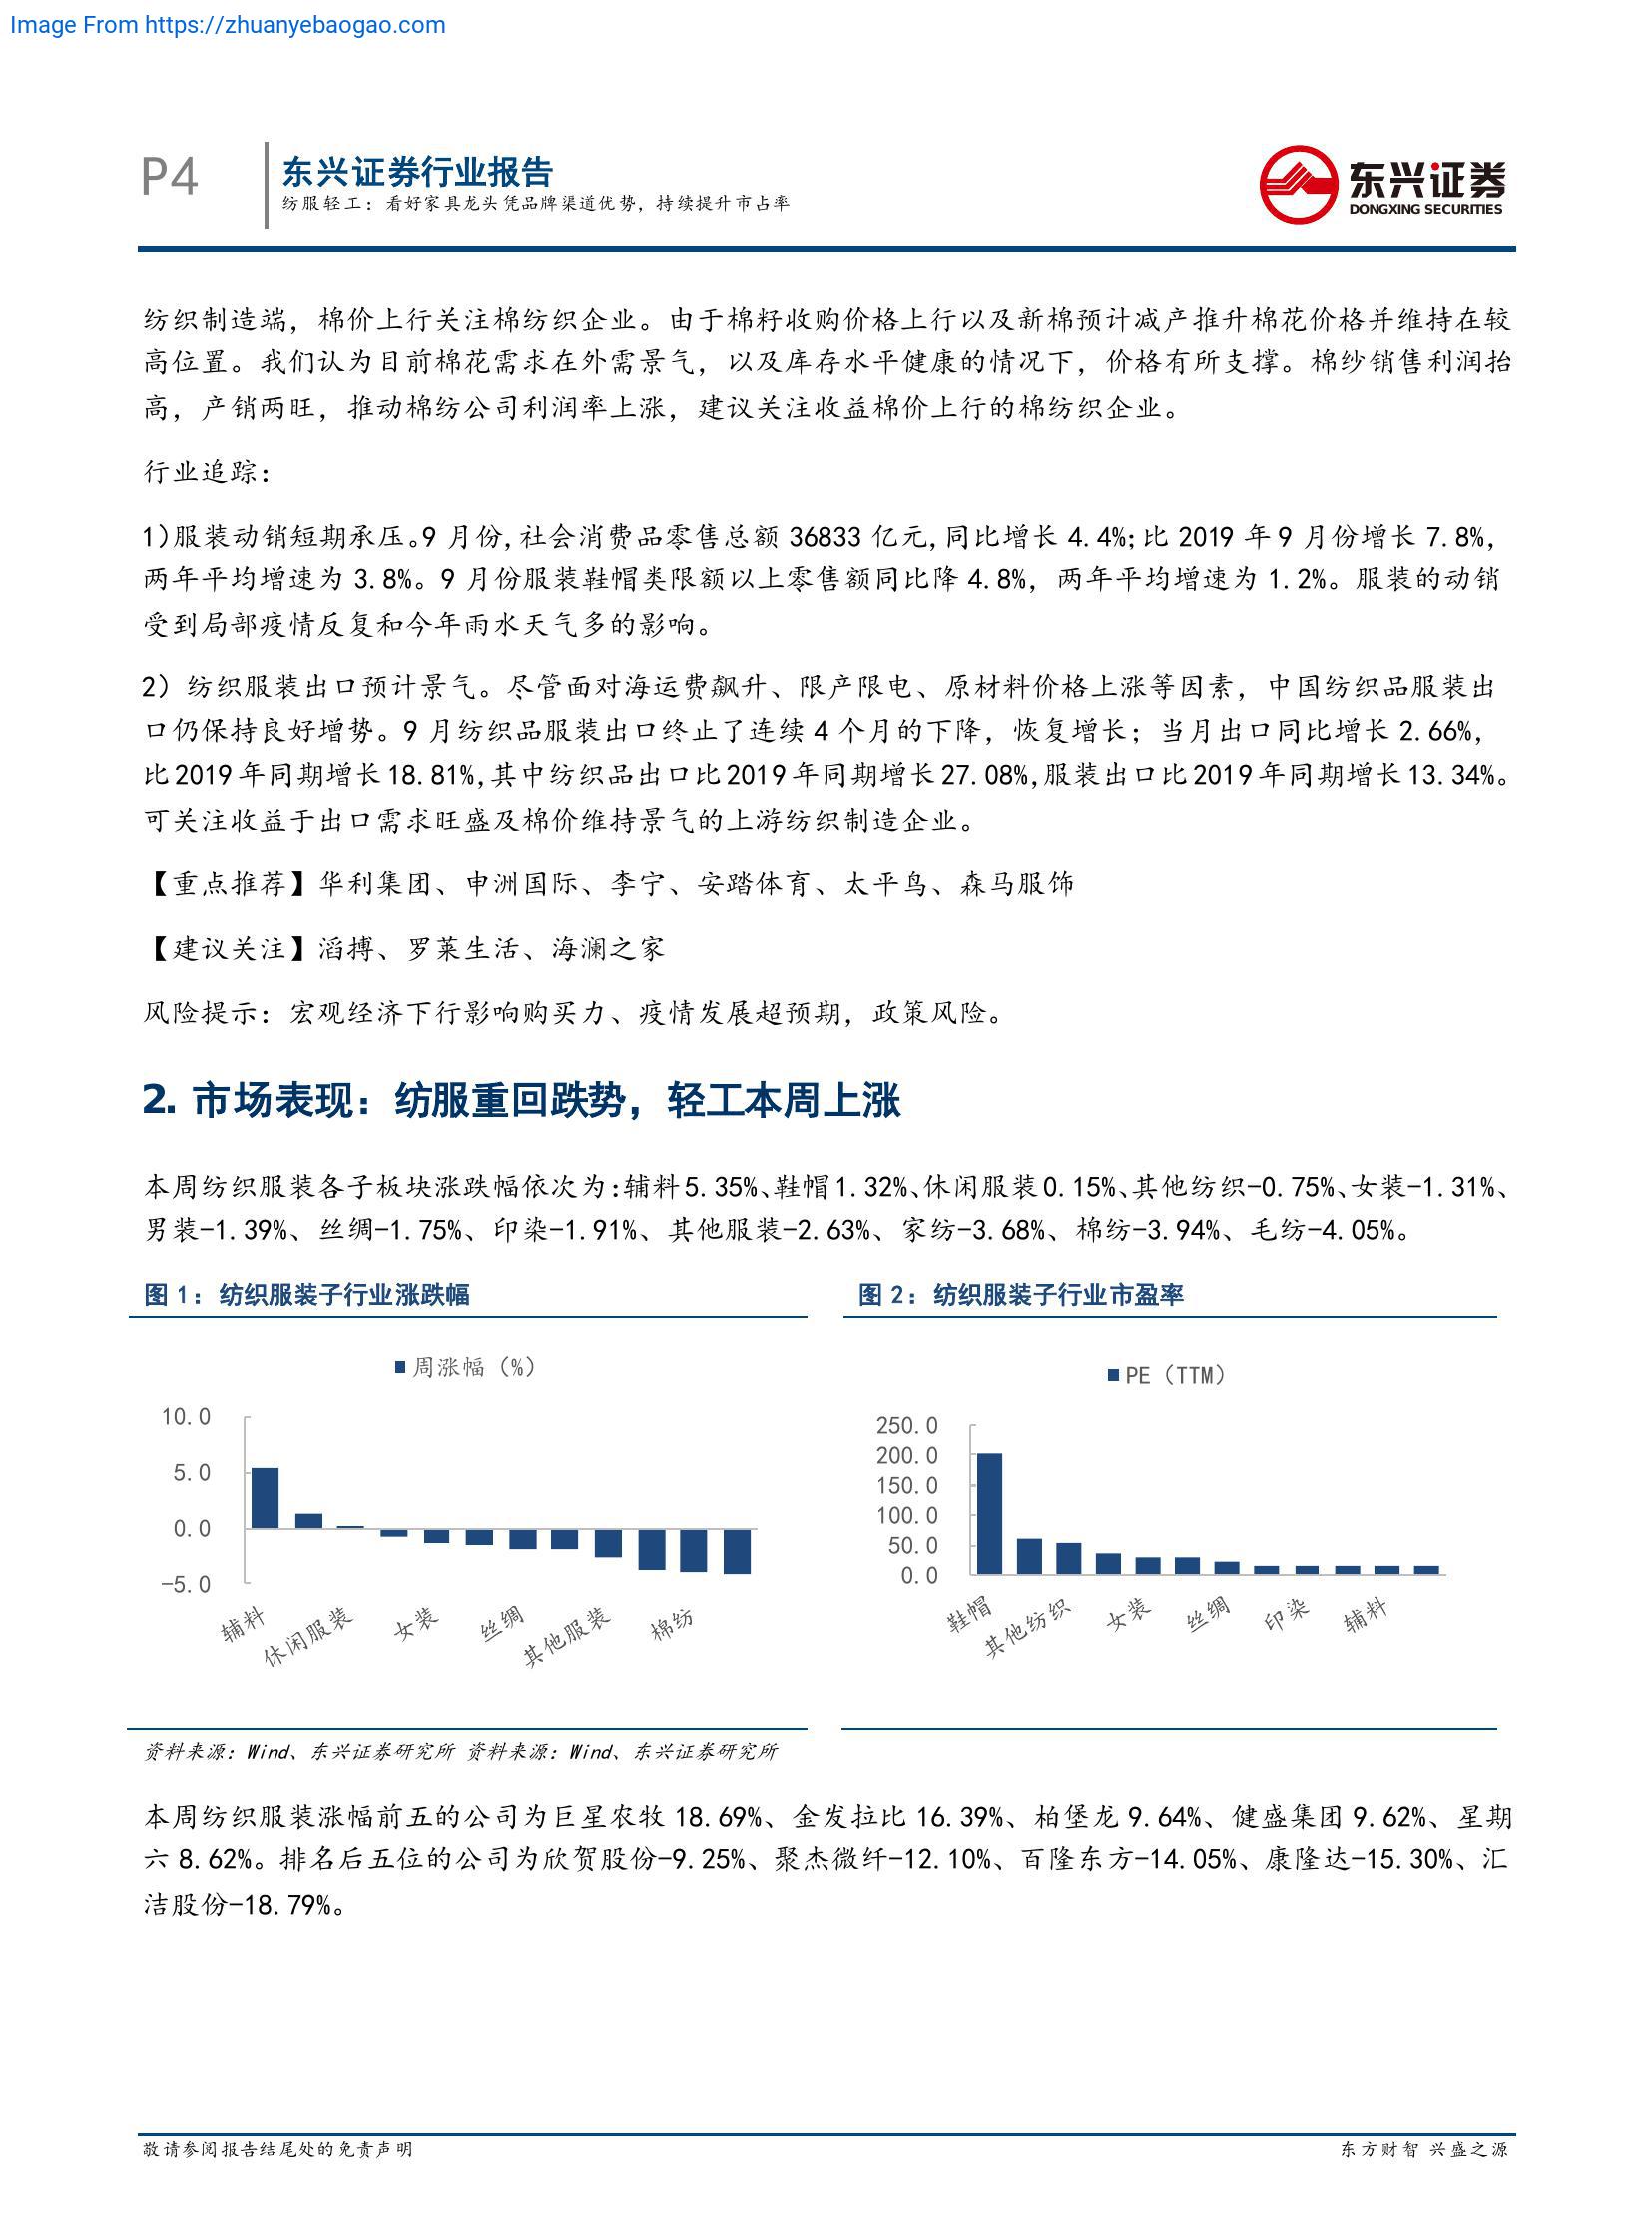 Image From https://zhuanyebaogao.com
P4
东兴证券行业报告
纺服轻工：看好家具龙头凭品牌渠道优势，持续提升市占率
东兴证券
DONGXING SECURITIES
纺织制造端，棉价上行关注棉纺织企业。由于棉籽收购价格上行以及新棉预计减产推升棉花价格并维持在较
高位置。我们认为目前棉花需求在外需景气，以及库存水平健康的情况下，价格有所支撑。棉纱销售利润抬
高，产销两旺，推动棉纺公司利润率上涨，建议关注收益棉价上行的棉纺织企业。
行业追踪：
1）服装动销短期承压。9 月份，社会消费品零售总额 36833 亿元，同比增长 4.4%；比 2019 年 9 月份增长 7.8%，
两年平均增速为 3.8%。9 月份服装鞋帽类限额以上零售额同比降 4.8%，两年平均增速为 1.2%。服装的动销
受到局部疫情反复和今年雨水天气多的影响。
2）纺织服装出口预计景气。尽管面对海运费飙升、限产限电、原材料价格上涨等因素，中国纺织品服装出
口仍保持良好增势。9 月纺织品服装出口终止了连续 4 个月的下降，恢复增长；当月出口同比增长 2.66%，
比 2019 年同期增长 18.81%，其中纺织品出口比 2019 年同期增长 27.08%，服装出口比 2019 年同期增长 13.34%。
可关注收益于出口需求旺盛及棉价维持景气的上游纺织制造企业。
【重点推荐】华利集团、申洲国际、李宁、安踏体育、太平鸟、森马服饰
【建议关注】滔搏、罗莱生活、海澜之家
风险提示：宏观经济下行影响购买力、疫情发展超预期，政策风险。
2. 市场表现：纺服重回跌势，轻工本周上涨
本周纺织服装各子板块涨跌幅依次为：辅料 5.35%、鞋帽 1.32%、休闲服装 0.15%、其他纺织-0.75%、女装-1.31%、
男装-1.39%、丝绸-1.75%、印染-1.91%、其他服装-2.63%、家纺-3.68%、棉纺-3.94%、毛纺-4.05%。
图 1：纺织服装子行业涨跌幅
图 2：纺织服装子行业市盈率
周涨幅（%）
10.0
5.0
0.0
-5.0
辅料
休闲服装
女装
丝绸
其他服装
棉纺
PE（TTM）
250.0
200.0
150.0
100.0
50.0
0.0
鞋帽
其他纺织
女装
丝绸
印染
辅料
资料来源：Wind、东兴证券研究所 资料来源：Wind、东兴证券研究所
本周纺织服装涨幅前五的公司为巨星农牧 18.69%、金发拉比 16.39%、柏堡龙 9.64%、健盛集团 9.62%、星期
六 8.62%。排名后五位的公司为欣贺股份-9.25%、聚杰微纤-12.10%、百隆东方-14.05%、康隆达-15.30%、汇
洁股份-18.79%。
敬请参阅报告结尾处的免责声明
东方财智 兴盛之源